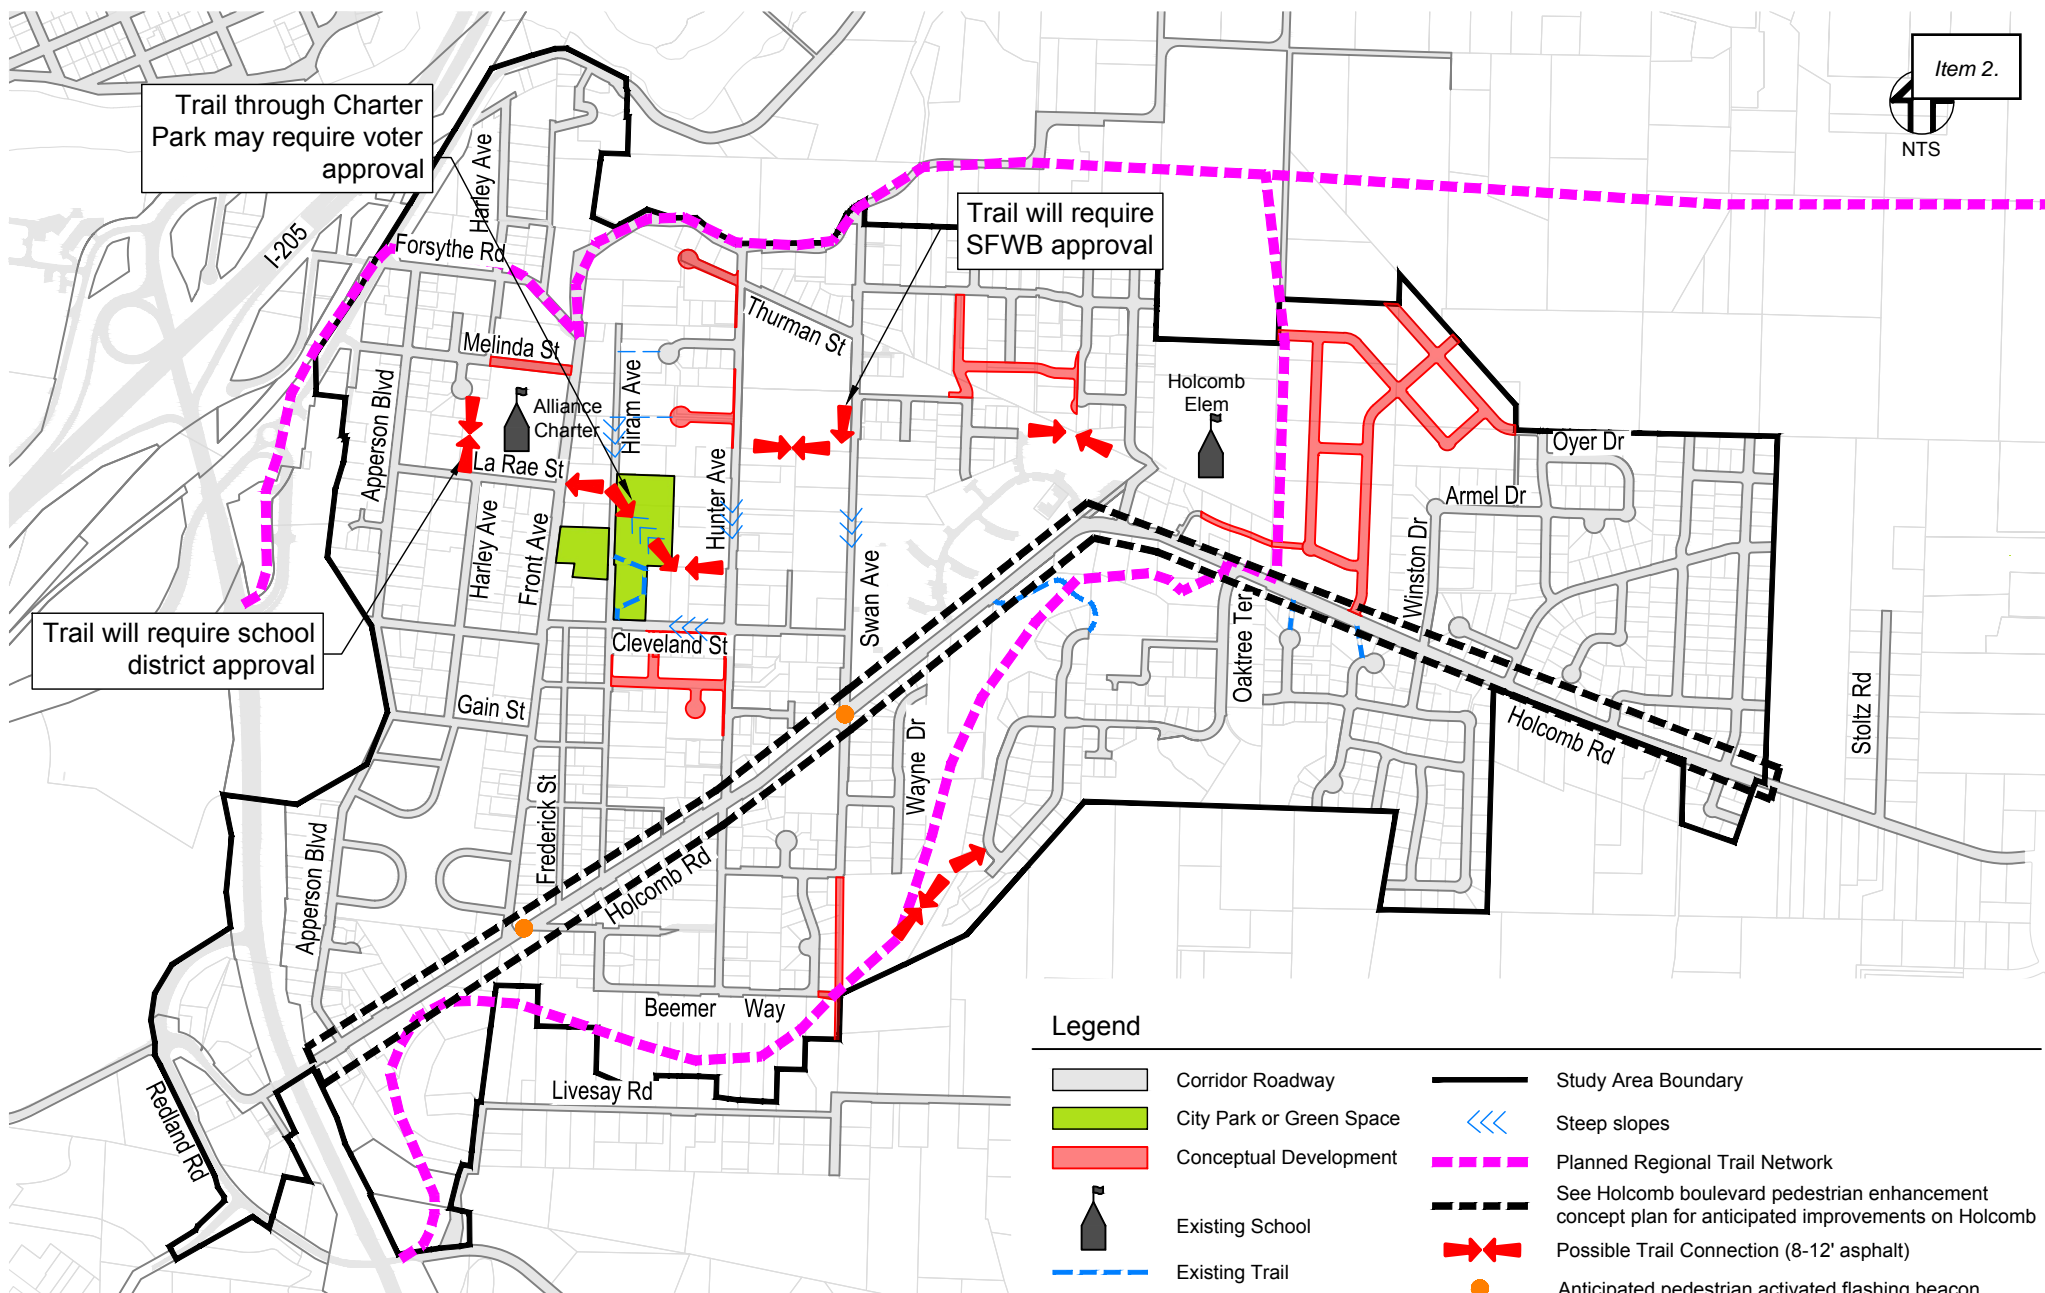 Item 2.
NTS
Trail through Charter
Park may require voter
approval
Harley Ave
I-205
Forsythe Rd
Trail will require
SFWB approval
Thurman St
Melinda St
Hiram Ave
Apperson Blvd
Alliance
Charter
Holcomb
Elem
La Rae St
Hunter Ave
Oyer Dr
Armel Dr
Harley Ave
Front Ave
Swan Ave
Winston Dr
Trail will require school
district approval
Cleveland St
Oaktree Ter
Gain St
Wayne Dr
Holcomb Rd
Stoltz Rd
Frederick St
Apperson Blvd
Holcomb Rd
Beemer Way
Livesay Rd
Redland Rd
Legend
Corridor Roadway
City Park or Green Space
Conceptual Development
Existing School
Existing Trail
Study Area Boundary
Steep slopes
Planned Regional Trail Network
See Holcomb boulevard pedestrian enhancement
concept plan for anticipated improvements on Holcomb
Possible Trail Connection (8-12' asphalt)
Anticipated pedestrian activated flashing beacon